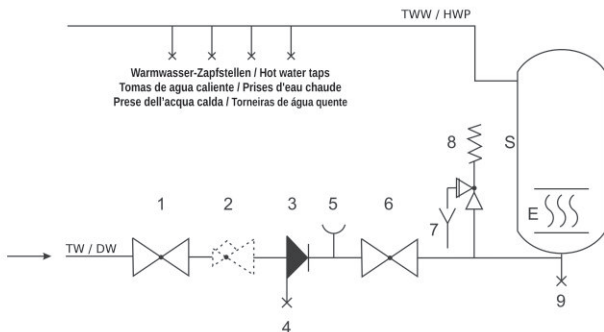 TWW / HWP
Warmwasser-Zapfstellen / Hot water taps
Tomas de agua caliente / Prises d'eau chaude
Prese dell'acqua calda / Torneiras de água quente
8
S
1
2
3
5
6
7
E
TW / DW
4
9